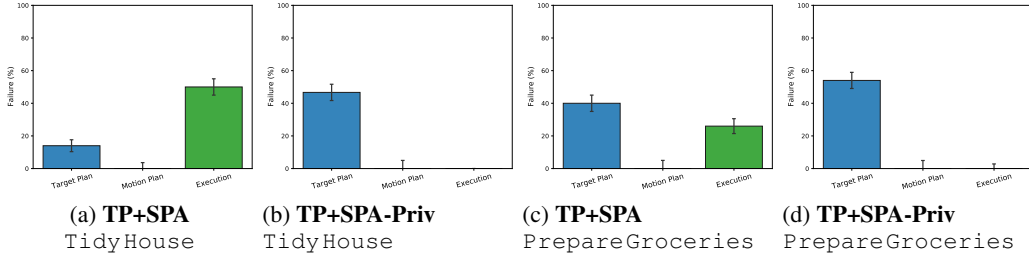 100
80
60
40
20
0
Failure (%)
Target Plan
Motion Plan
Execution
(a) TP+SPA
TidyHouse
100
80
60
40
20
0
Failure (%)
Target Plan
Motion Plan
Execution
(b) TP+SPA-Priv
TidyHouse
100
80
60
40
20
0
Failure (%)
Target Plan
Motion Plan
Execution
(c) TP+SPA
PrepareGroceries
100
80
60
40
20
0
Failure (%)
Target Plan
Motion Plan
Execution
(d) TP+SPA-Priv
PrepareGroceries